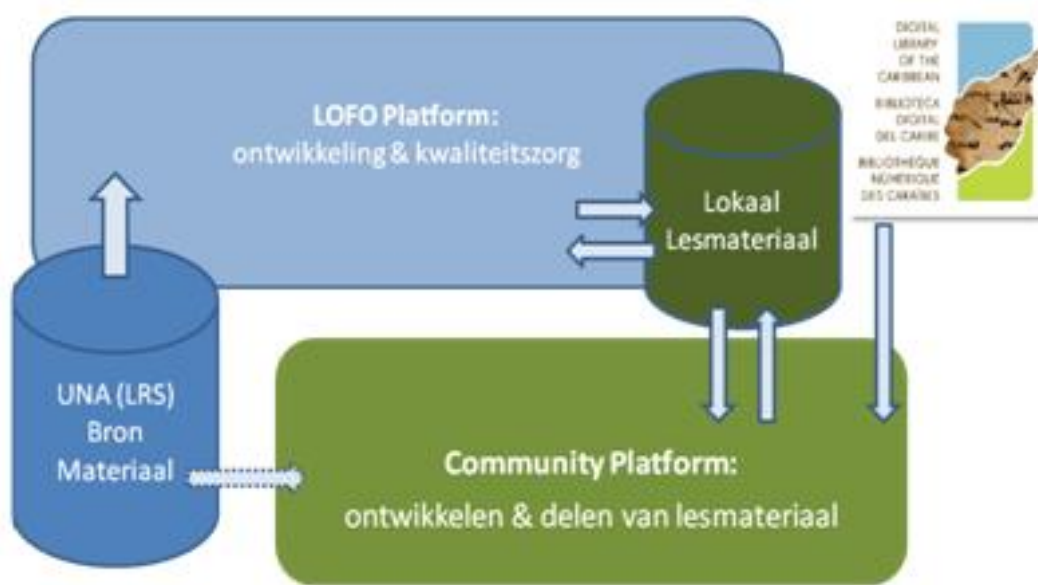 LOFO Platform:
ontwikkeling & kwaliteitszorg
DIGITAL
LIBRARY
OF THE
CARIBBEAN
BIBLIOTECA
DIGITAL
DEL CARIBE
BIBLIOTHÈQUE
NUMÉRIQUE
DES CARAÏBES
Lokaal
Lesmateriaal
UNA (LRS)
Bron
Materiaal
Community Platform:
ontwikkelen & delen van lesmateriaal